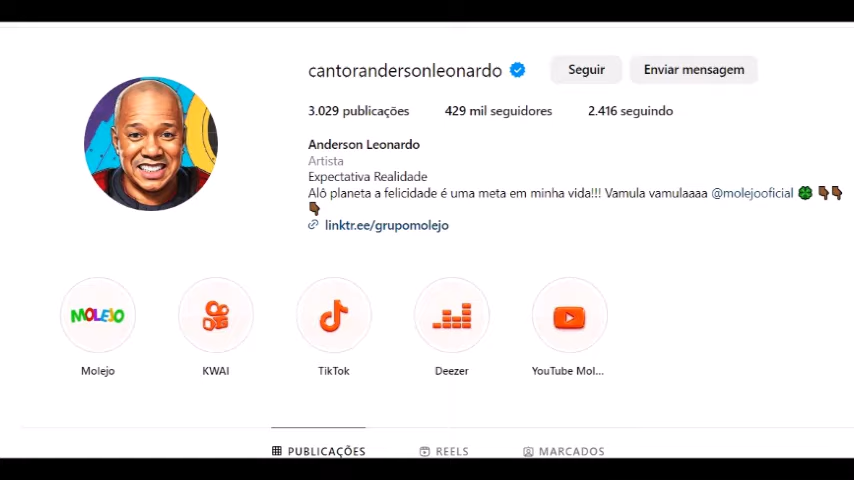 cantorandersonleonardo Seguir Enviar mensagem
3.029 publicações 429 mil seguidores 2.416 seguindo
Anderson Leonardo
Artista
Expectativa Realidade
Alô planeta a felicidade é uma meta em minha vida!!! Vamula vamulaaaa @molejooficial 🍀 👇🏾👇🏾
👇🏾
linktr.ee/grupomolejo
MOLEJO
Molejo KWAI TikTok Deezer YouTube Mol...
PUBLICAÇÕES REELS MARCADOS